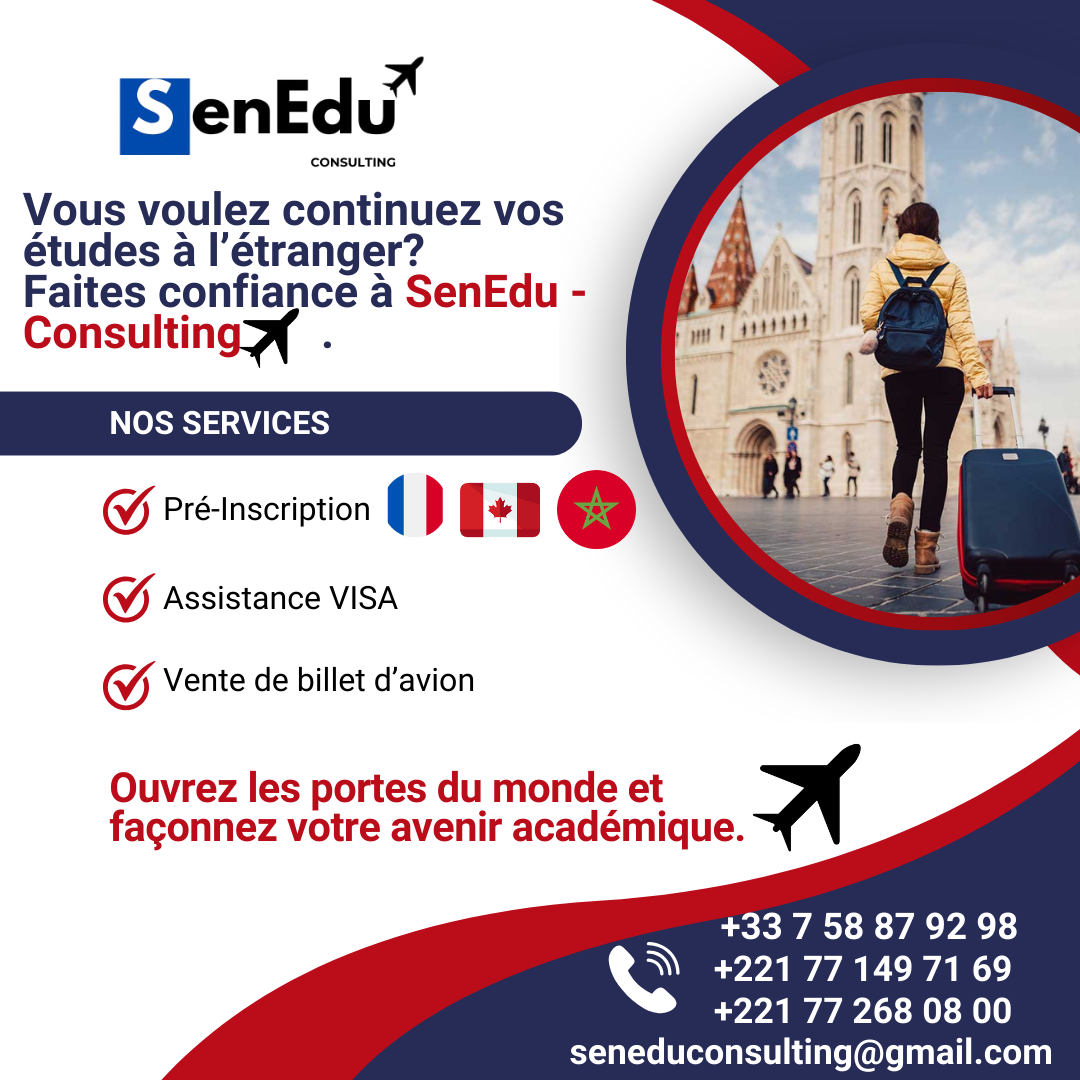 SenEdu
CONSULTING
Vous voulez continuez vos
études à l’étranger?
Faites confiance à SenEdu -
Consulting .
NOS SERVICES
Pré-Inscription
Assistance VISA
Vente de billet d’avion
Ouvrez les portes du monde et
façonnez votre avenir académique.
+33 7 58 87 92 98
+221 77 149 71 69
+221 77 268 08 00
seneduconsulting@gmail.com